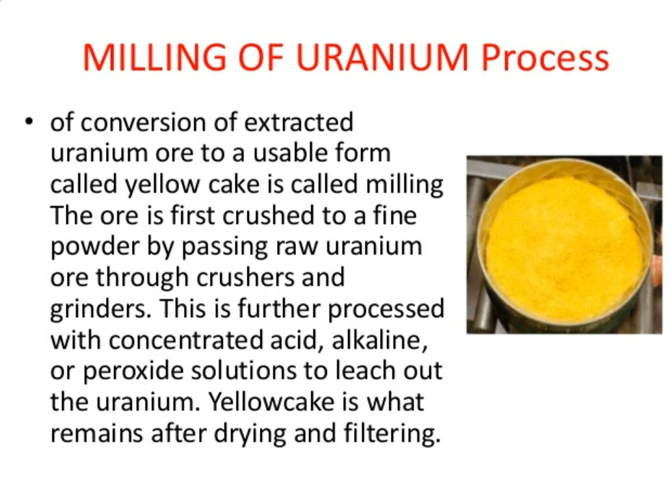 MILLING OF URANIUM Process
• of conversion of extracted
uranium ore to a usable form
called yellow cake is called milling
The ore is first crushed to a fine
powder by passing raw uranium
ore through crushers and
grinders. This is further processed
with concentrated acid, alkaline,
or peroxide solutions to leach out
the uranium. Yellowcake is what
remains after drying and filtering.